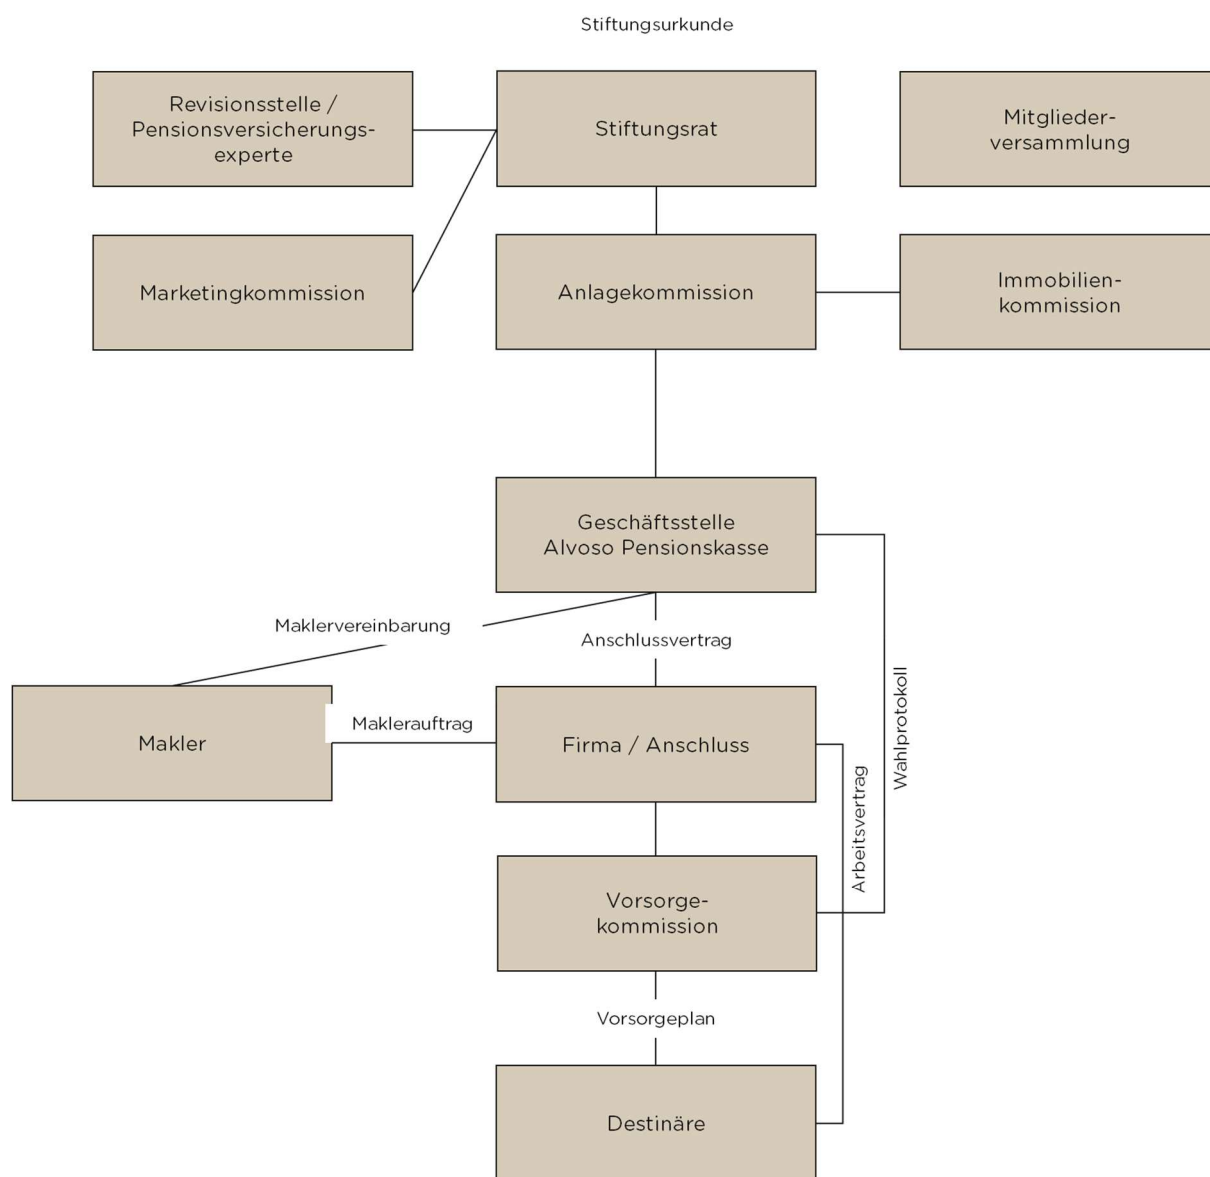 Stiftungsurkunde
Revisionsstelle /
Pensionsversicherungs-
experte
Stiftungsrat
Mitglieder-
versammlung
Marketingkommission
Anlagekommission
Immobilien-
kommission
Geschäftsstelle
Alvoso Pensionskasse
Maklervereinbarung
Anschlussvertrag
Makler
Maklerauftrag
Firma / Anschluss
Wahlprotokoll
Arbeitsvertrag
Vorsorge-
kommission
Vorsorgeplan
Destinäre